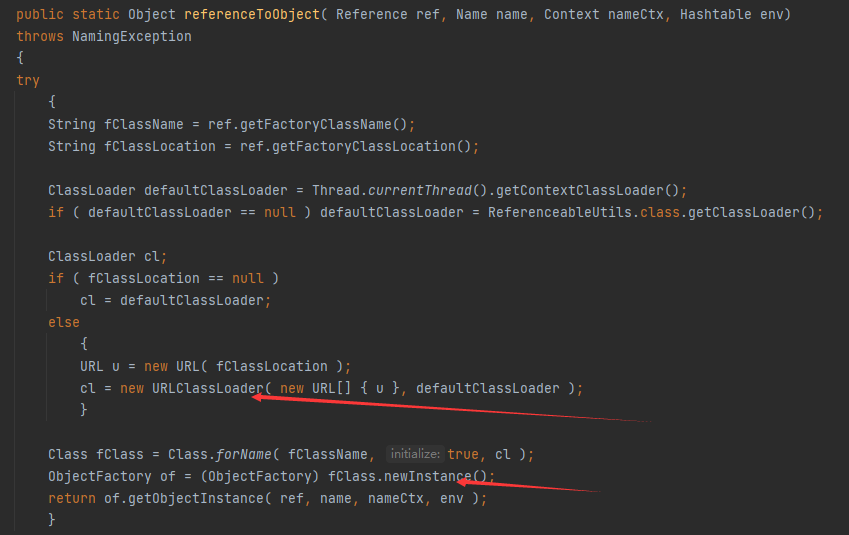 public static Object referenceToObject( Reference ref, Name name, Context nameCtx, Hashtable env)
throws NamingException
{
try
{
String fClassName = ref.getFactoryClassName();
String fClassLocation = ref.getFactoryClassLocation();
ClassLoader defaultClassLoader = Thread.currentThread().getContextClassLoader();
if ( defaultClassLoader == null ) defaultClassLoader = ReferenceableUtils.class.getClassLoader();
ClassLoader cl;
if ( fClassLocation == null )
cl = defaultClassLoader;
else
{
URL u = new URL( fClassLocation );
cl = new URLClassLoader( new URL[] { u }, defaultClassLoader );
}
Class fClass = Class.forName( fClassName, initialize: true, cl );
ObjectFactory of = (ObjectFactory) fClass.newInstance();
return of.getObjectInstance( ref, name, nameCtx, env );
}